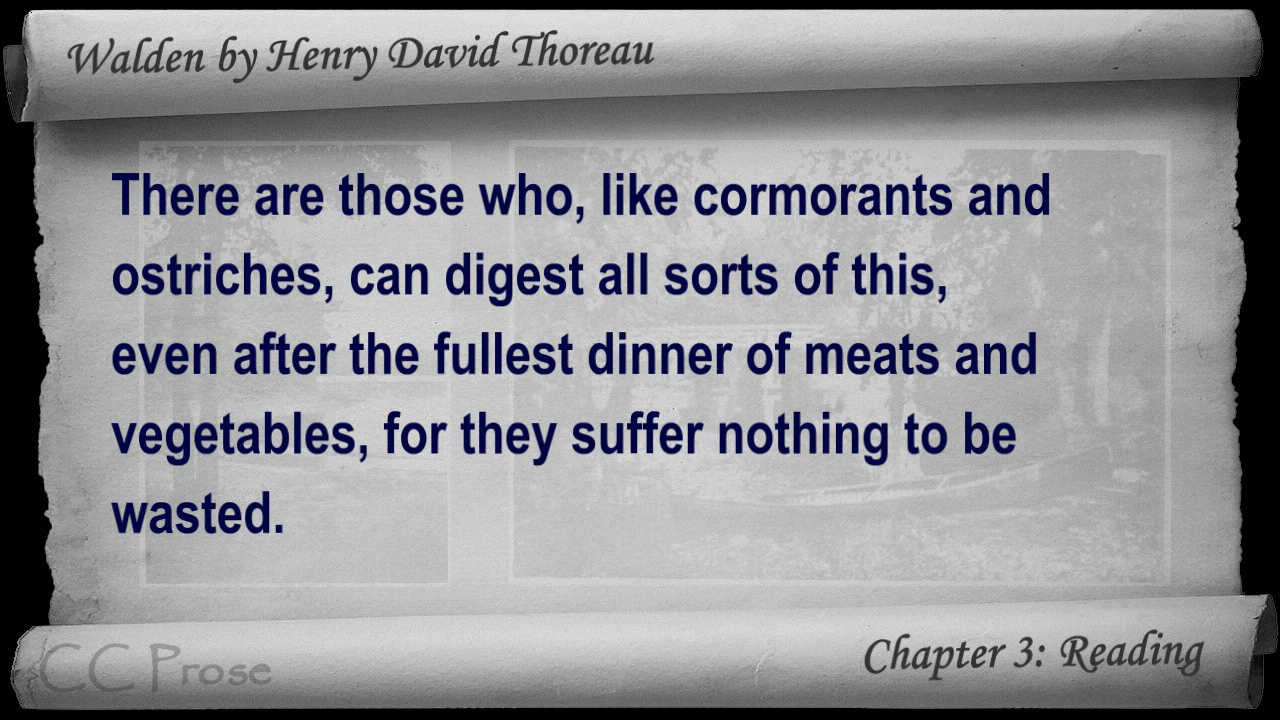 Walden by Henry David Thoreau
There are those who, like cormorants and
ostriches, can digest all sorts of this,
even after the fullest dinner of meats and
vegetables, for they suffer nothing to be
wasted.
CC Prose
Chapter 3: Reading